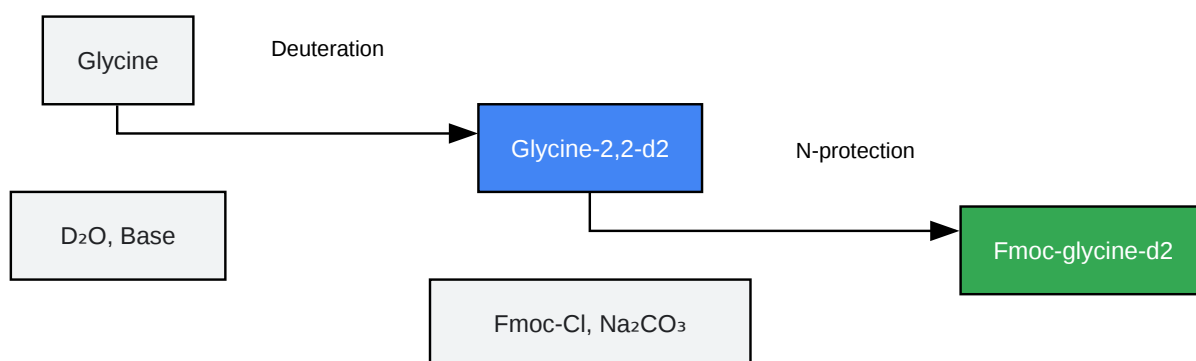 Glycine
Deuteration
Glycine-2,2-d2
N-protection
D₂O, Base
Fmoc-glycine-d2
Fmoc-Cl, Na₂CO₃